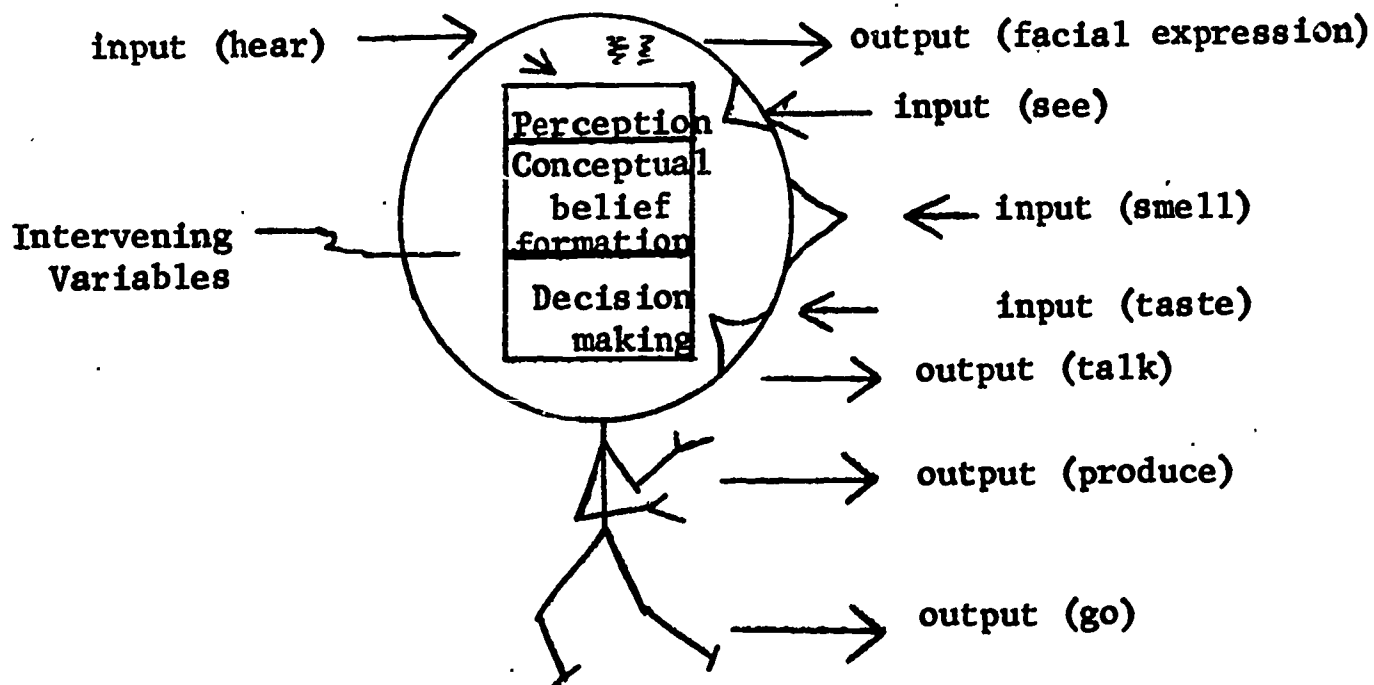 input (hear)
output (facial expression)
input (see)
Perception
Conceptual
belief
formation
input (smell)
Intervening
Variables
Decision
making
input (taste)
output (talk)
output (produce)
output (go)